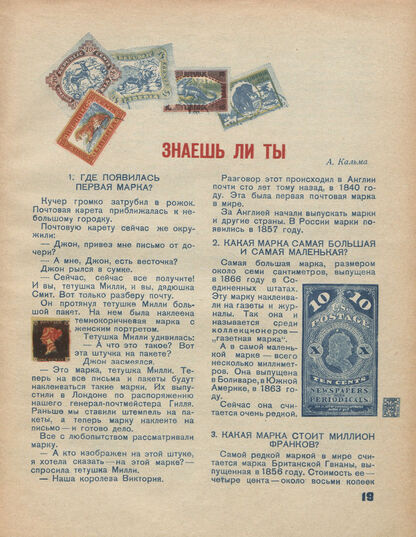 ЗНАЕШЬ ЛИ ТЫ
А. Кальма
1. ГДЕ ПОЯВИЛАСЬ
ПЕРВАЯ МАРКА?
Кучер громко затрубил в рожок.
Почтовая карета приближалась к не-
большому городку.
Почтовую карету сейчас же окру-
жили:
— Джон, привез мне письмо от до-
чери?
— А мне, Джон, есть весточка?
Джон рылся в сумке.
— Сейчас, сейчас все получите!
И вы, тетушка Милли, и вы, дядюшка
Смит. Вот только разберу почту.
Он протянул тетушке Милли боль-
шой пакет. На нем была наклеена
темнокоричневая марка с
женским портретом.
Тетушка Милли удивилась:
— А что это такое? Вот
эта штучка на пакете?
Джон засмеялся.
— Это марка, тетушка Милли. Те-
перь на все письма и пакеты будут
наклеиваться такие марки. Их выпу-
стили в Лондоне по распоряжению
нашего генерал-почтмейстера Гилля.
Раньше мы ставили штемпель на па-
кеты, а теперь марку наклеите на
письмо — и готово дело.
Все с любопытством рассматривали
марку.
— А кто изображен на этой штуке,
я хотела сказать — на этой марке? —
спросила тетушка Милли.
— Наша королева Виктория.
Разговор этот происходил в Англии
почти сто лет тому назад, в 1840 го-
ду. Эта была первая почтовая марка
в мире.
За Англией начали выпускать марки
и другие страны. В России марки по-
явились в 1857 году.
2. КАКАЯ МАРКА САМАЯ БОЛЬШАЯ
И САМАЯ МАЛЕНЬКАЯ?
Самая большая марка, размером
около семи сантиметров, выпущена
в 1866 году в Со-
единенных штатах.
Эту марку наклеива-
ли на газеты и жур-
налы. Так она и
называется среди
коллекционеров —
„газетная марка“.
А в самой малень-
кой марке — всего
несколько миллимет-
ров. Она выпущена
в Боливаре, в Южной
Америке, в 1863 го-
ду.
Сейчас она счи-
тается очень редкой.
10 10
POSTAGE
X X
TEN CENTS
NEWSPAPERS
PERIODICALS
3. КАКАЯ МАРКА СТОИТ МИЛЛИОН
ФРАНКОВ?
Самой редкой маркой в мире счи-
тается марка Британской Гвианы, вы-
пущенная в 1856 году. Стоимость ее —
четыре цента — около восьми копеек
19